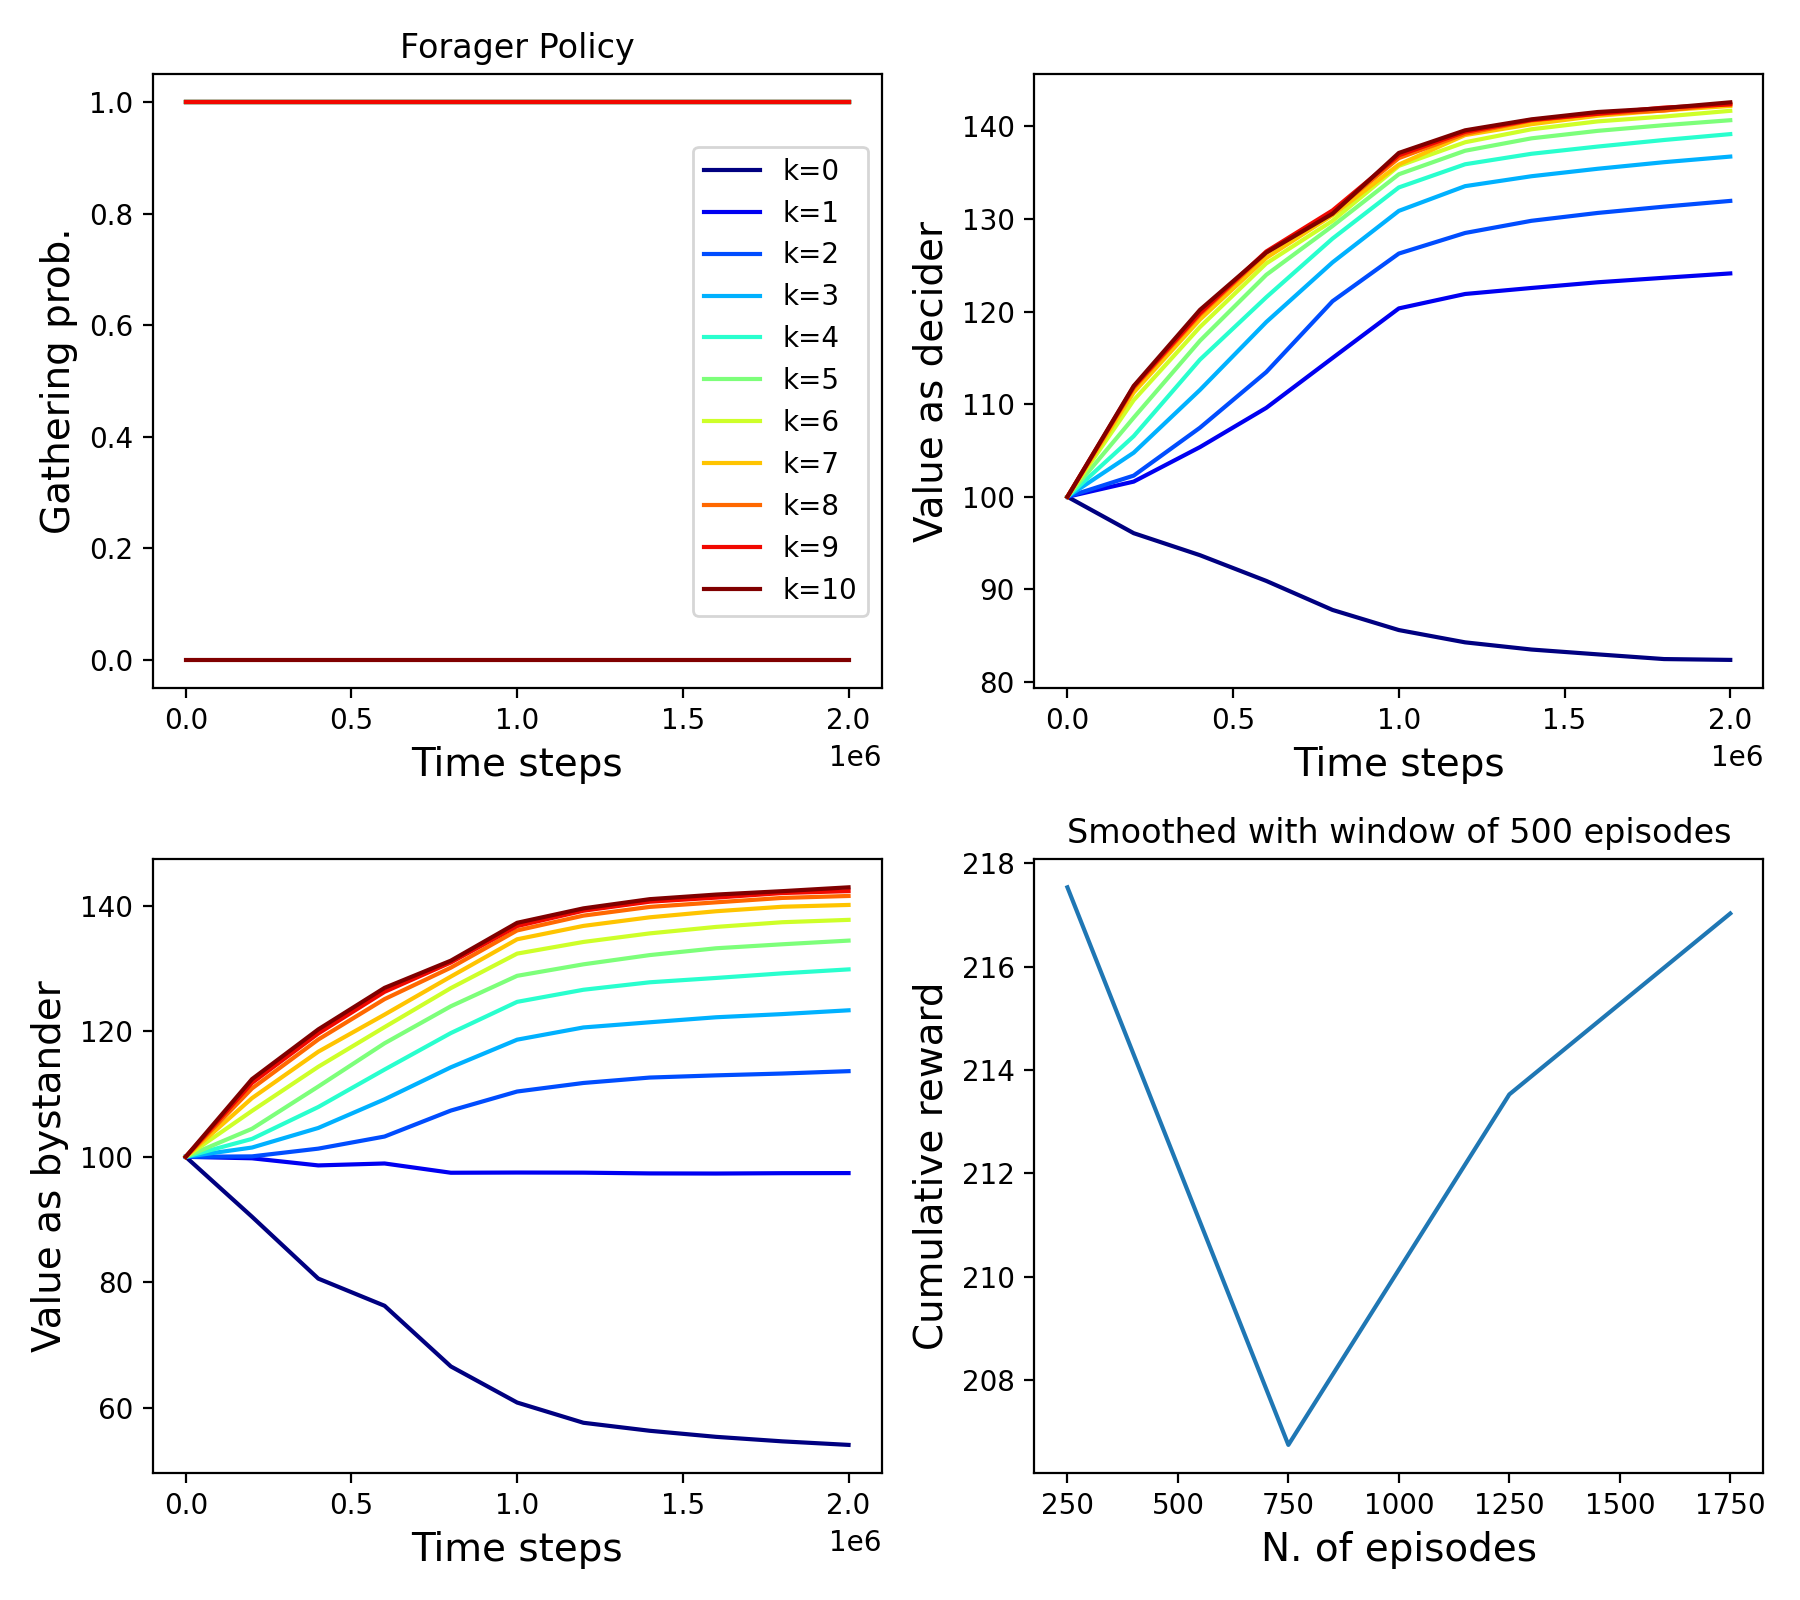 Forager Policy
Gathering prob.
1.0
0.8
0.6
0.4
0.2
0.0
k=0
k=1
k=2
k=3
k=4
k=5
k=6
k=7
k=8
k=9
k=10
0.0 0.5 1.0 1.5 2.0
1e6
Time steps
Value as decider
140
130
120
110
100
90
80
0.0 0.5 1.0 1.5 2.0
1e6
Time steps
Value as bystander
140
120
100
80
60
0.0 0.5 1.0 1.5 2.0
1e6
Time steps
Smoothed with window of 500 episodes
Cumulative reward
218
216
214
212
210
208
250 500 750 1000 1250 1500 1750
N. of episodes